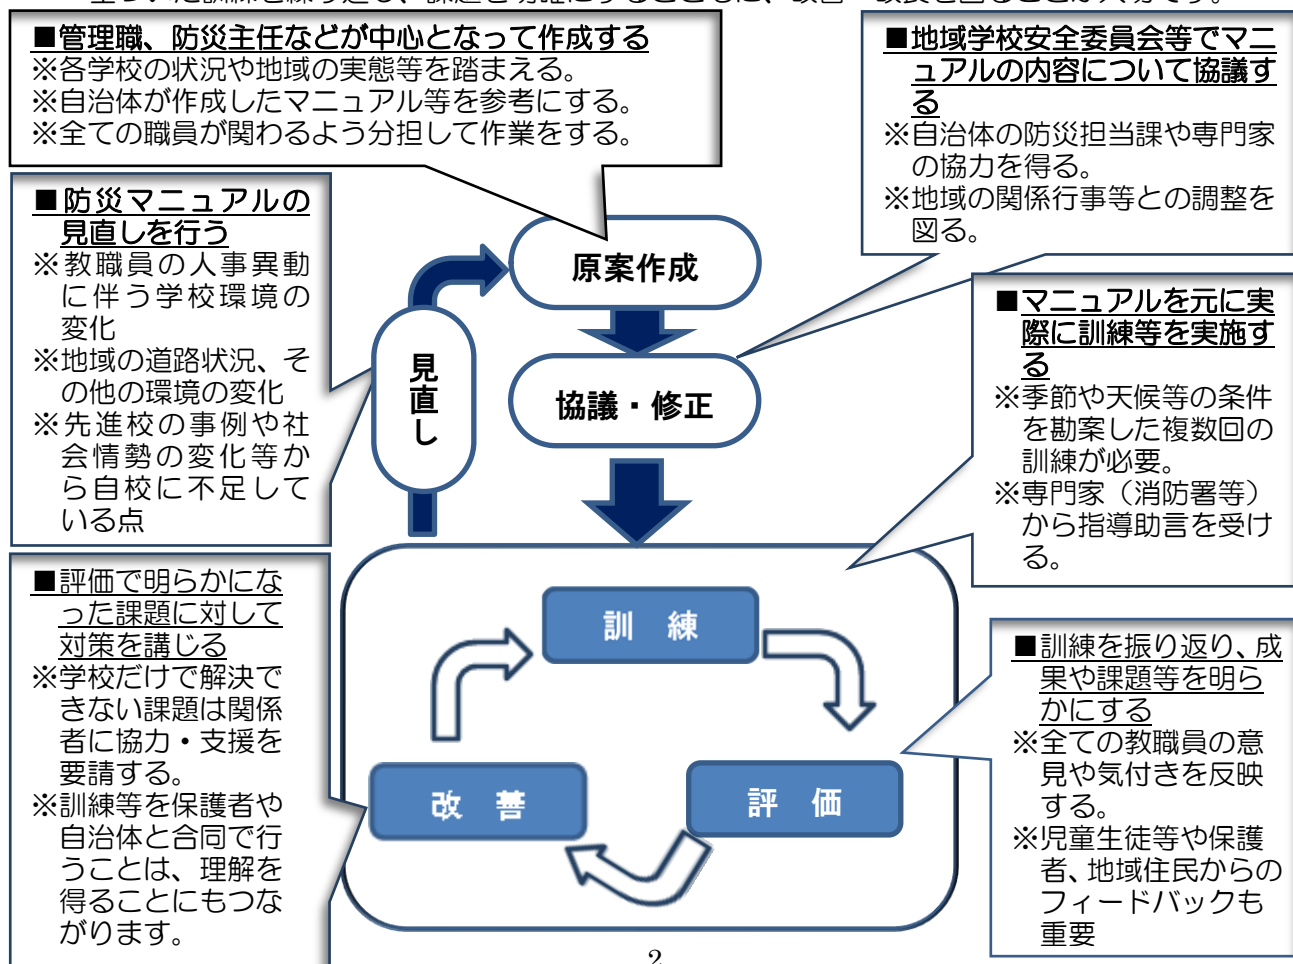 ■管理職、防災主任などが中心となって作成する
※各学校の状況や地域の実態等を踏まえる。
※自治体が作成したマニュアル等を参考にする。
※全ての職員が関わるよう分担して作業をする。
■地域学校安全委員会等でマニ
ュアルの内容について協議す
る
※自治体の防災担当課や専門家
の協力を得る。
※地域の関係行事等との調整を
図る。
■防災マニュアルの
見直しを行う
※教職員の人事異動
に伴う学校環境の
変化
※地域の道路状況、そ
の他の環境の変化
※先進校の事例や社
会情勢の変化等か
ら自校に不足して
いる点
原案作成
見直し
協議・修正
■マニュアルを元に実
際に訓練等を実施す
る
※季節や天候等の条件
を勘案した複数回の
訓練が必要。
※専門家（消防署等）
から指導助言を受け
る。
■評価で明らかにな
った課題に対して
対策を講じる
※学校だけで解決で
きない課題は関係
者に協力・支援を
要請する。
※訓練等を保護者や
自治体と合同で行
うことは、理解を
得ることにもつな
がります。
訓　練
改　善
評　価
■訓練を振り返り、成
果や課題等を明ら
かにする
※全ての教職員の意
見や気付きを反映
する。
※児童生徒等や保護
者、地域住民からの
フィードバックも
重要
2